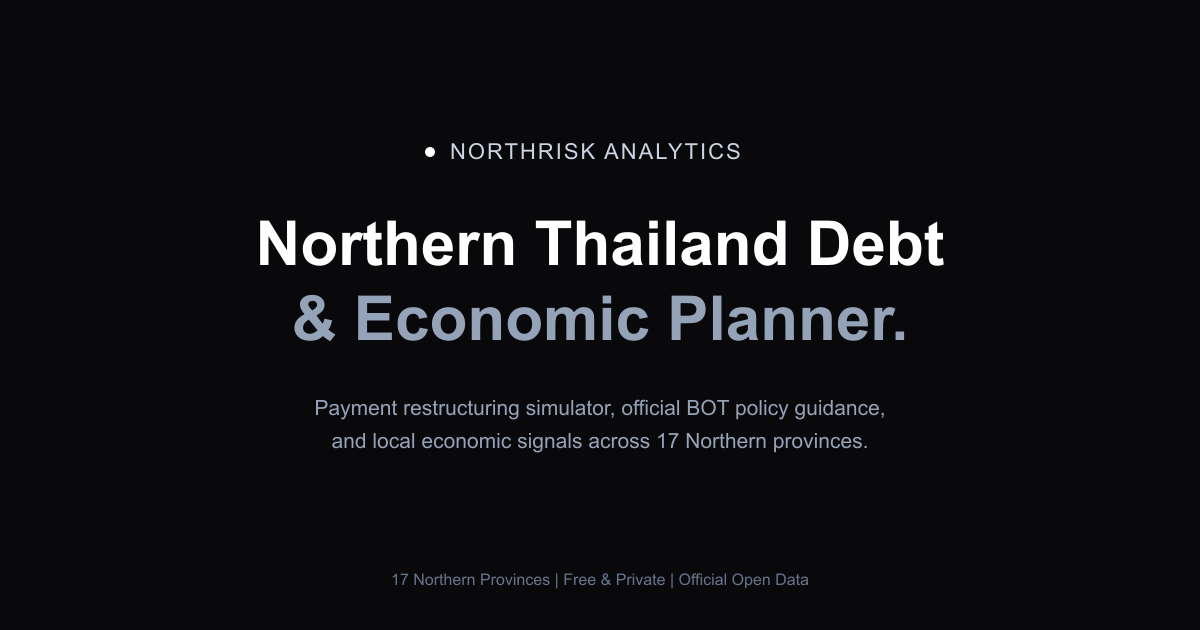 NORTHRISK ANALYTICS
Northern Thailand Debt
& Economic Planner.
Payment restructuring simulator, official BOT policy guidance,
and local economic signals across 17 Northern provinces.
17 Northern Provinces | Free & Private | Official Open Data